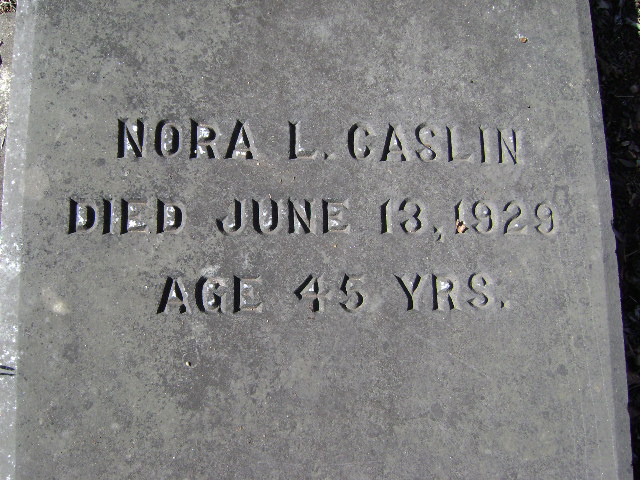 NORA L. CASLIN
DIED JUNE 13, 1929
AGE 45 YRS.